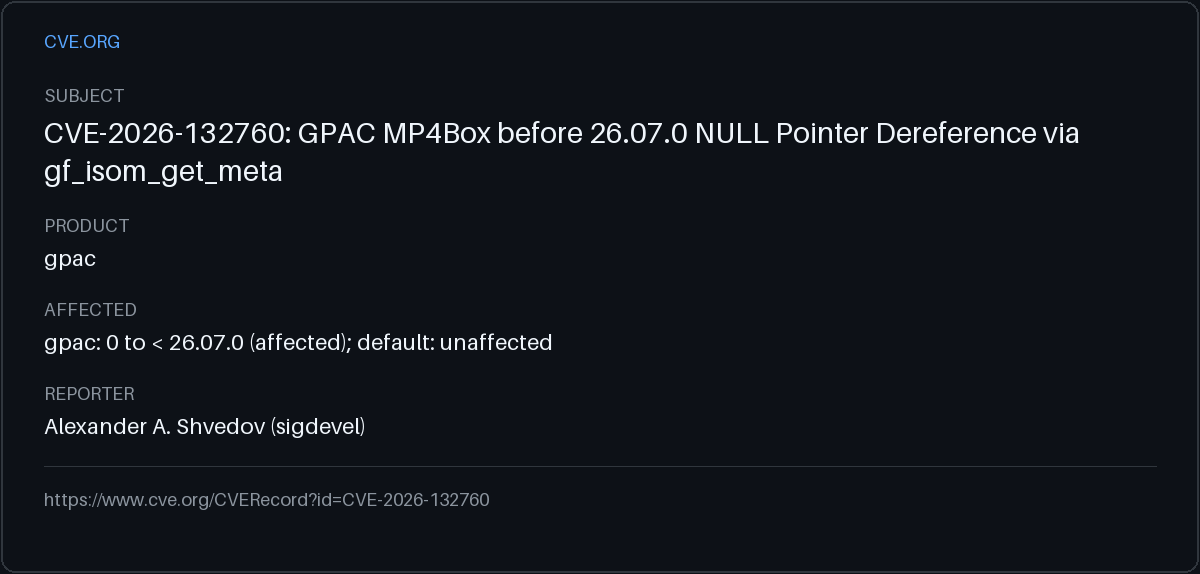 CVE.ORG
SUBJECT
CVE-2026-132760: GPAC MP4Box before 26.07.0 NULL Pointer Dereference via
gf_isom_get_meta
PRODUCT
gpac
AFFECTED
gpac: 0 to < 26.07.0 (affected); default: unaffected
REPORTER
Alexander A. Shvedov (sigdevel)
https://www.cve.org/CVERecord?id=CVE-2026-132760